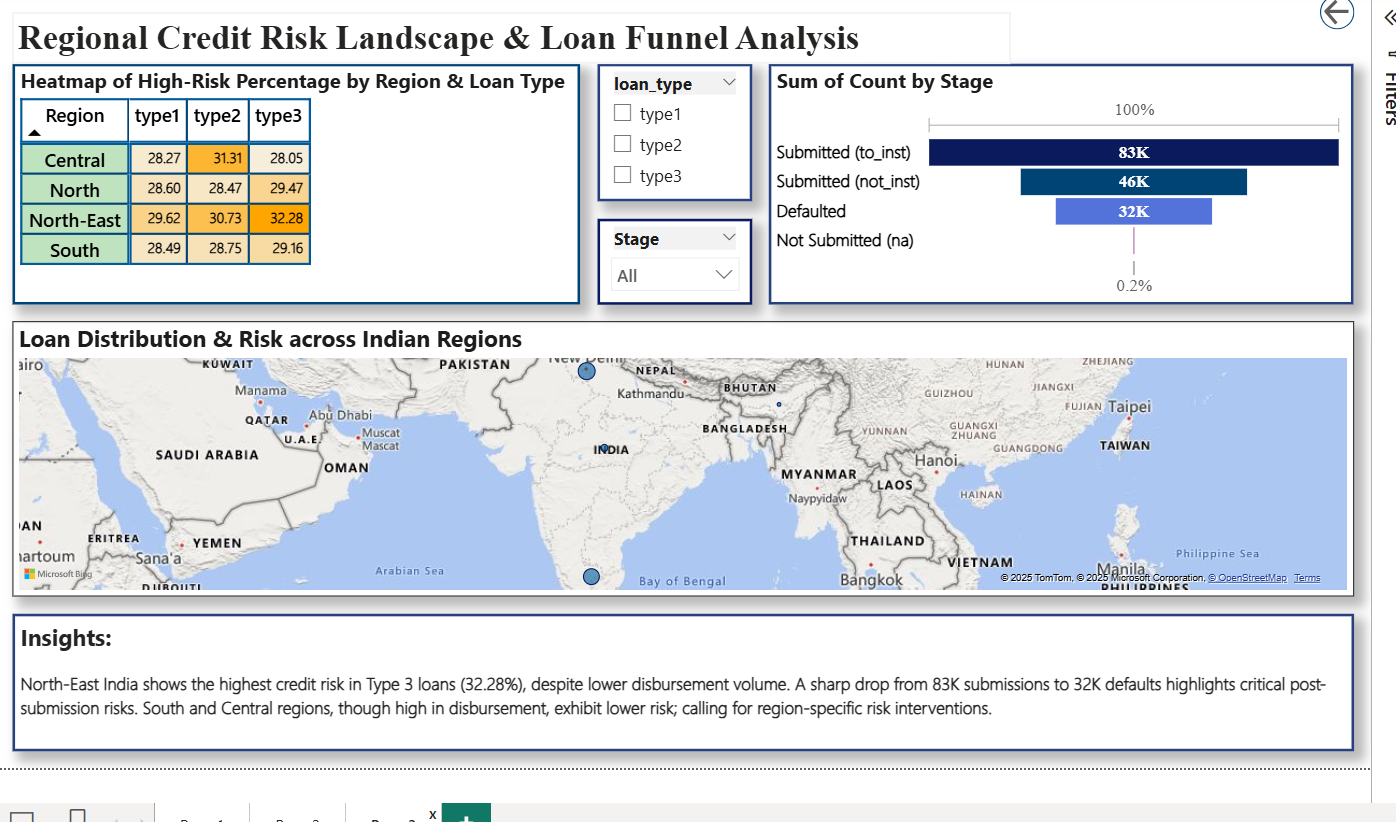 Regional Credit Risk Landscape & Loan Funnel Analysis
Heatmap of High-Risk Percentage by Region & Loan Type
Region type1 type2 type3
Central 28.27 31.31 28.05
North 28.60 28.47 29.47
North-East 29.62 30.73 32.28
South 28.49 28.75 29.16
loan_type
type1
type2
type3
Stage
All
Sum of Count by Stage
100%
Submitted (to_inst) 83K
Submitted (not_inst) 46K
Defaulted 32K
Not Submitted (na)
0.2%
Filters
Loan Distribution & Risk across Indian Regions
KUWAIT
PAKISTAN
New Delhi
NEPAL
HUNAN
ZHEJIANG
Manama
Kathmandu
BHUTAN
GUIZHOU
JIANGXI
QATAR
Abu Dhabi
FUJIAN
Taipei
U.A.E.
Muscat
Mascat
BANGLADESH
YUNNAN
GUANGXI
ZHUANG
GUANGDONG
TAIWAN
SAUDI ARABIA
OMAN
INDIA
MYANMAR
Hanoi
LAOS
Naypyidaw
HAINAN
ERITREA
YEMEN
Sana'a
THAILAND
VIETNAM
Philippine Sea
Arabian Sea
Bay of Bengal
Bangkok
Manila
PHILIPPINES
DJIBOUTI
Microsoft Bing
© 2025 TomTom, © 2025 Microsoft Corporation, © OpenStreetMap Terms
Insights:
North-East India shows the highest credit risk in Type 3 loans (32.28%), despite lower disbursement volume. A sharp drop from 83K submissions to 32K defaults highlights critical post-
submission risks. South and Central regions, though high in disbursement, exhibit lower risk; calling for region-specific risk interventions.
x